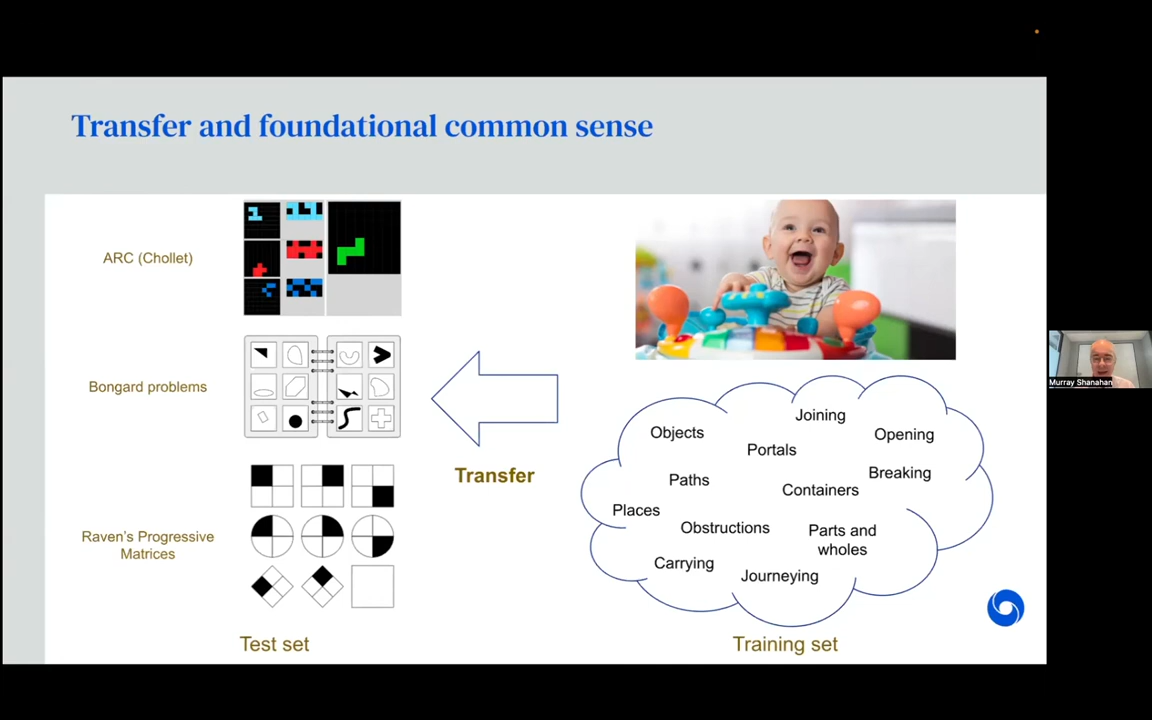 Transfer and foundational common sense
ARC (Chollet)
Bongard problems
Raven's Progressive
Matrices
Test set
Transfer
Joining
Objects
Opening
Portals
Breaking
Paths
Containers
Places
Obstructions
Parts and
wholes
Carrying
Journeying
Training set
Murray Shanahan